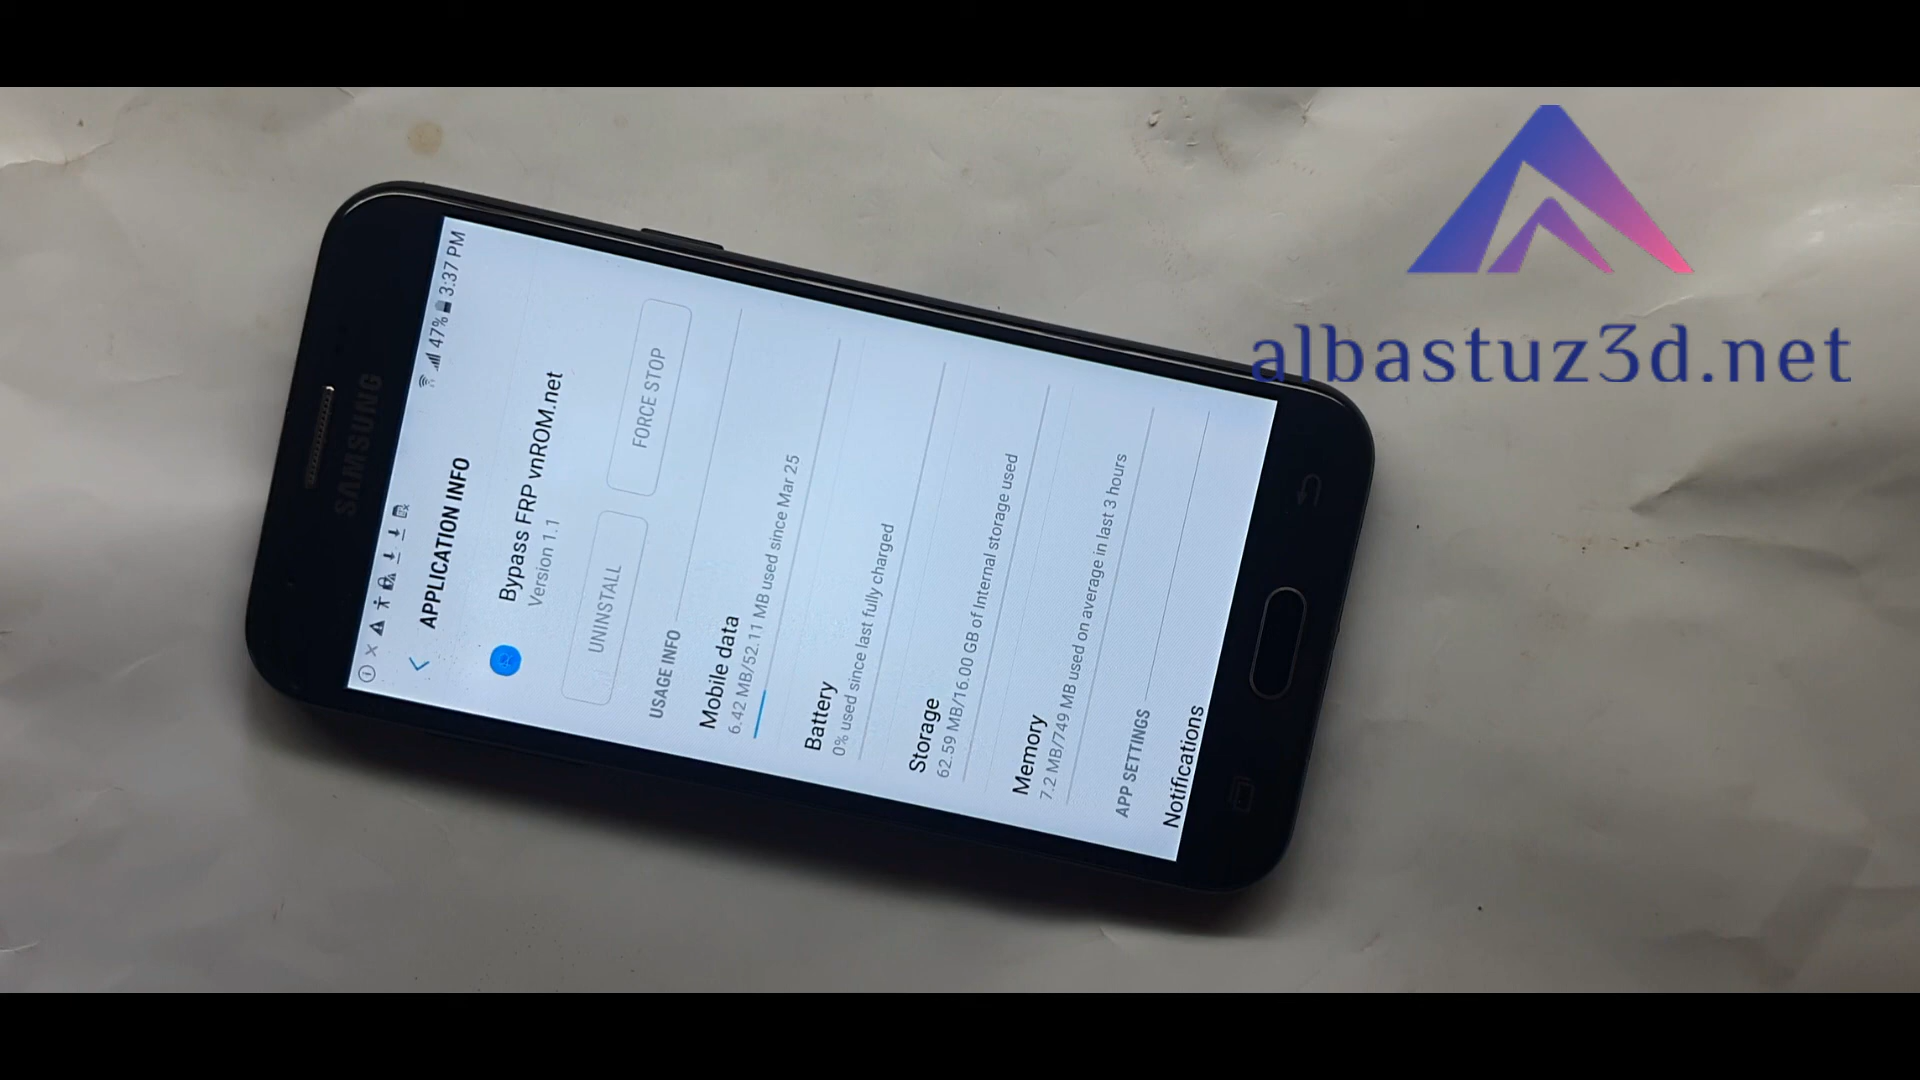 albastuz3d.net
SAMSUNG
47% 3:37 PM
APPLICATION INFO
Bypass FRP vnROM.net
Version 1.1
UNINSTALL
FORCE STOP
USAGE INFO
Mobile data
6.42 MB/52.11 MB used since Mar 25
Battery
0% used since last fully charged
Storage
62.59 MB/16.00 GB of Internal storage used
Memory
7.2 MB/749 MB used on average in last 3 hours
APP SETTINGS
Notifications